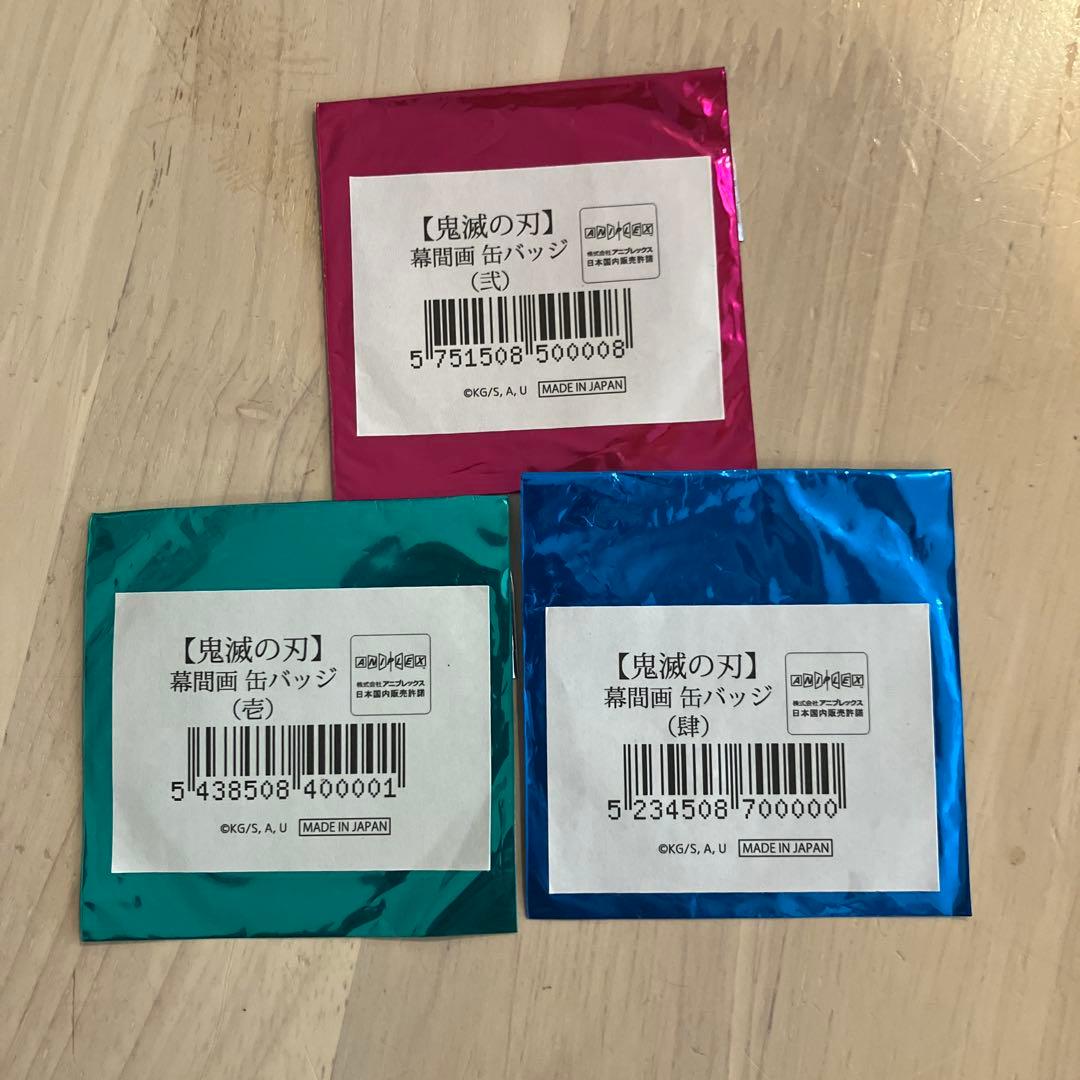 【鬼滅の刃】
幕間画 缶バッジ
（弐）
ANIPLEX
株式会社アニプレックス
日本国内販売許諾
5 751508 500008
©KG/S, A, U MADE IN JAPAN
【鬼滅の刃】
幕間画 缶バッジ
（壱）
ANIPLEX
株式会社アニプレックス
日本国内販売許諾
5 438508 400001
©KG/S, A, U MADE IN JAPAN
【鬼滅の刃】
幕間画 缶バッジ
（肆）
ANIPLEX
株式会社アニプレックス
日本国内販売許諾
5 234508 700000
©KG/S, A, U MADE IN JAPAN